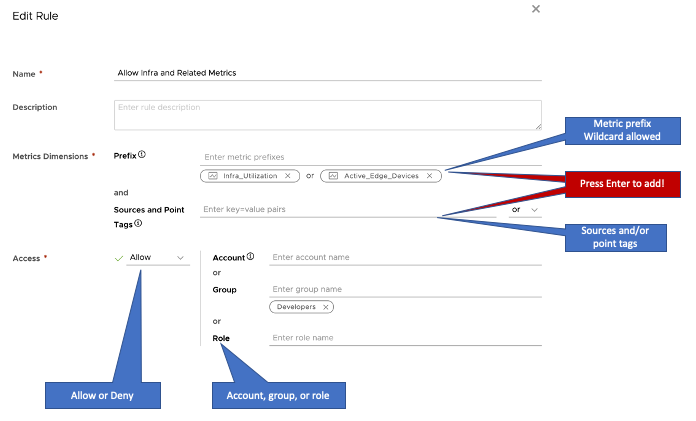 Edit Rule
Name *
Allow Infra and Related Metrics
Description
Enter rule description
Metric prefix
Wildcard allowed
Metrics Dimensions *
Prefix
Enter metric prefixes
Infra_Utilization
or
Active_Edge_Devices
Press Enter to add!
and
Sources and Point
Tags
Enter key=value pairs
or
Sources and/or
point tags
Access *
Allow
Account
Enter account name
or
Group
Enter group name
Developers
or
Role
Enter role name
Allow or Deny
Account, group, or role